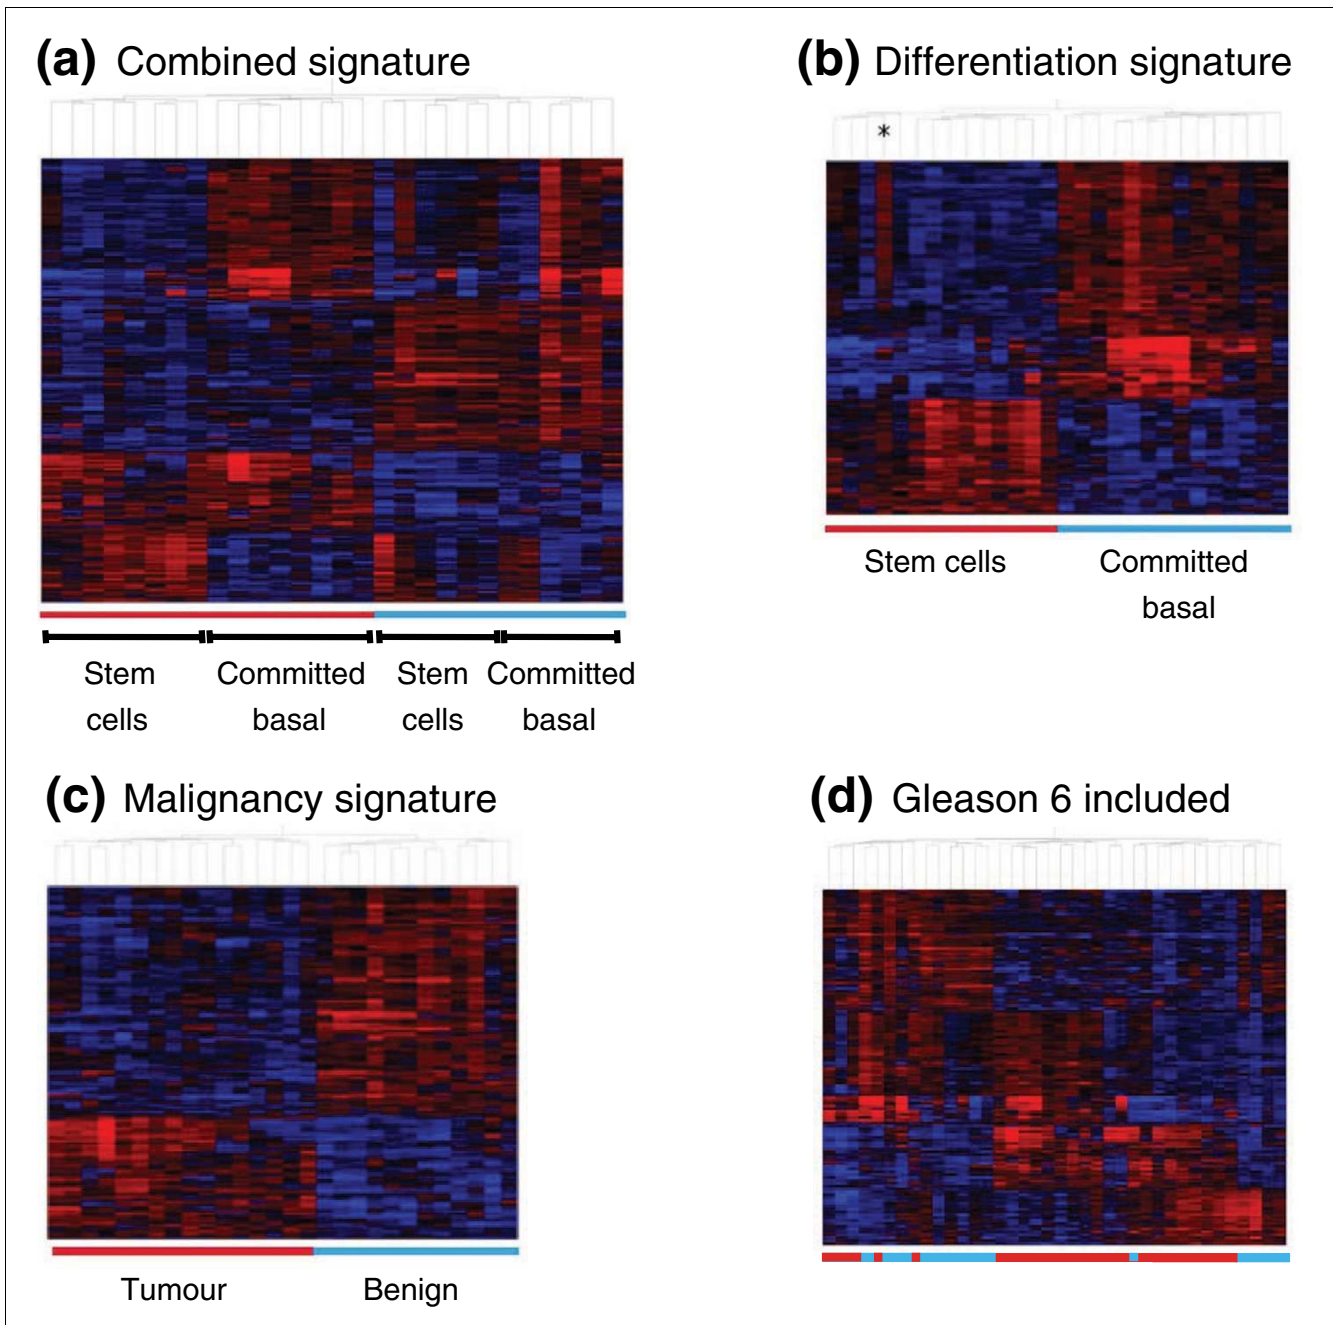 (a) Combined signature
(b) Differentiation signature
*
Stem cells
Committed
basal
Stem
cells
Committed
basal
Stem
cells
Committed
basal
(c) Malignancy signature
(d) Gleason 6 included
Tumour
Benign